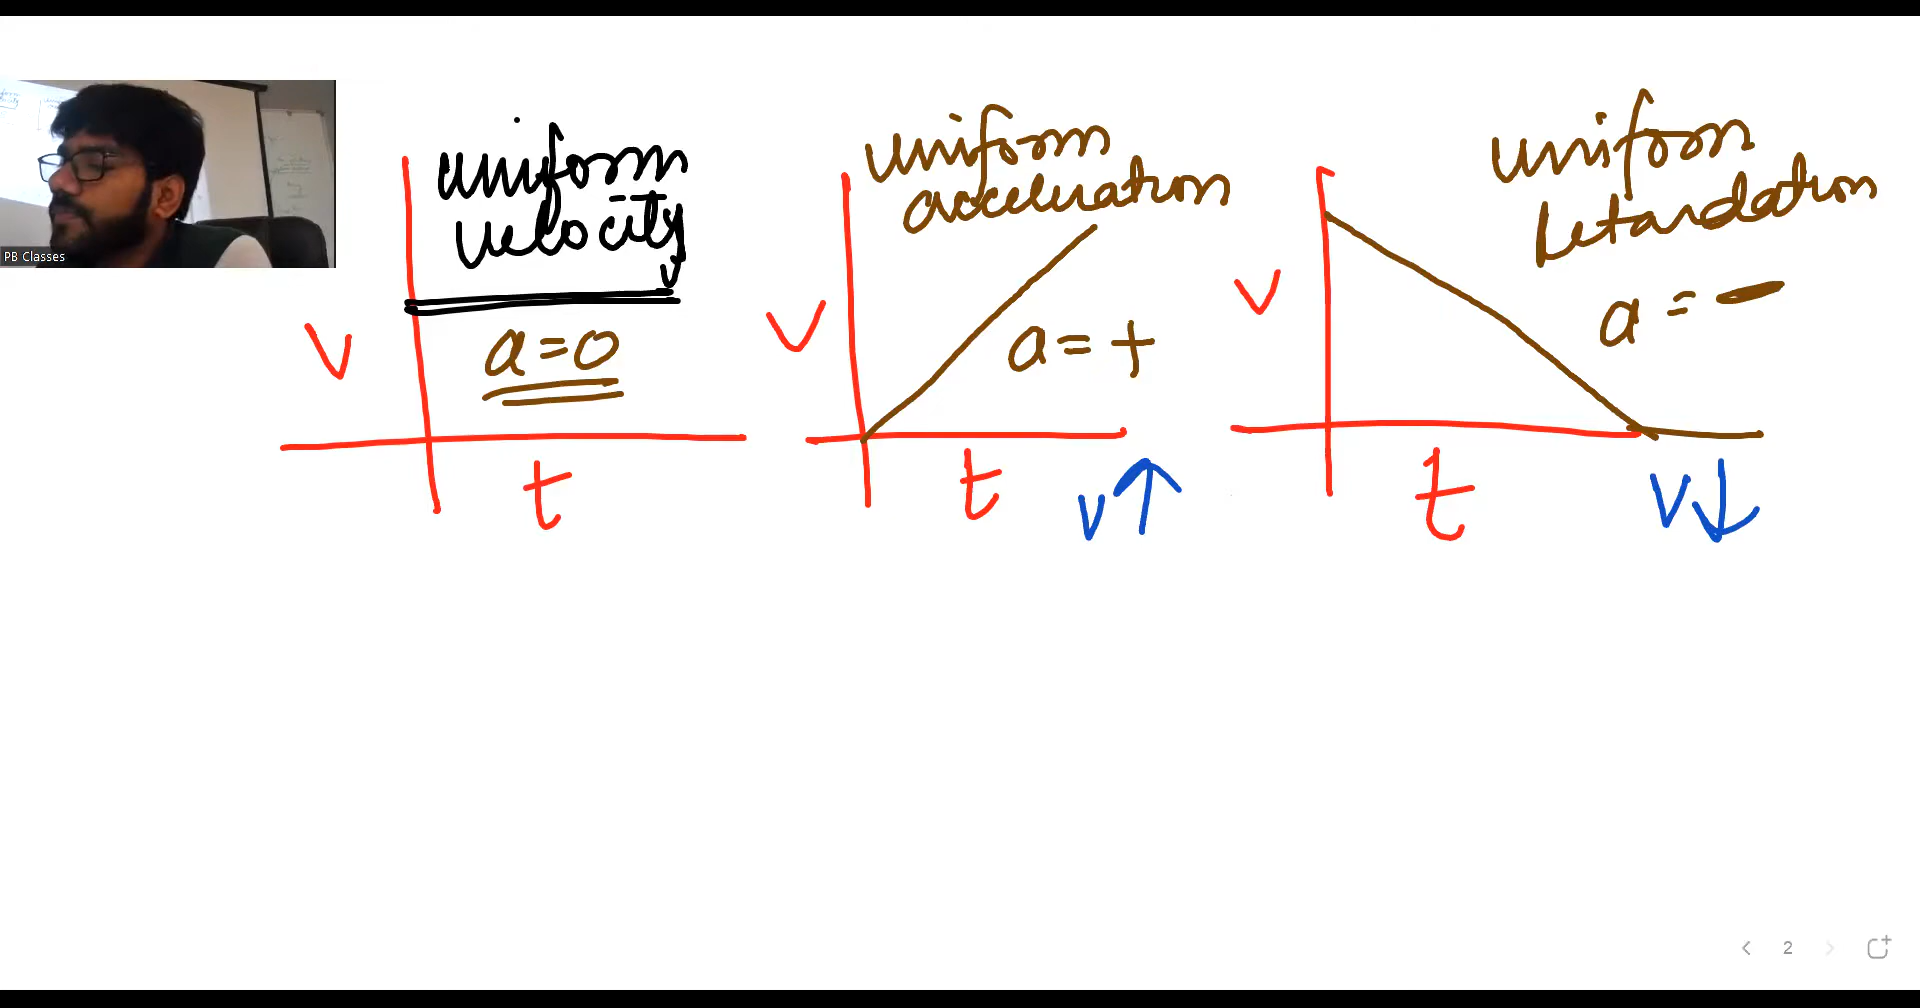 PB Classes
uniform
velocity
V
a=0
t
uniform
acceleration
V
a=+
t
V↑
uniform
retardation
V
a=-
t
V↓
2